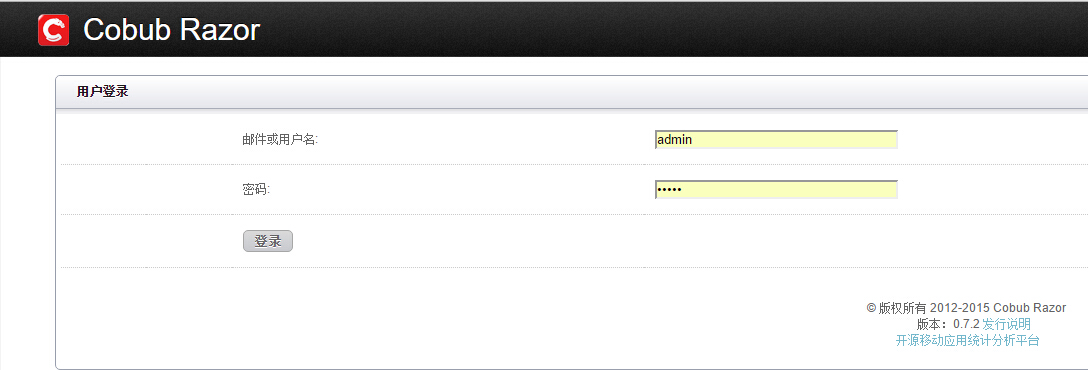 Cobub Razor
用户登录
邮件或用户名:
admin
密码:
•••••
登录
© 版权所有 2012-2015 Cobub Razor
版本：0.7.2 发行说明
开源移动应用统计分析平台